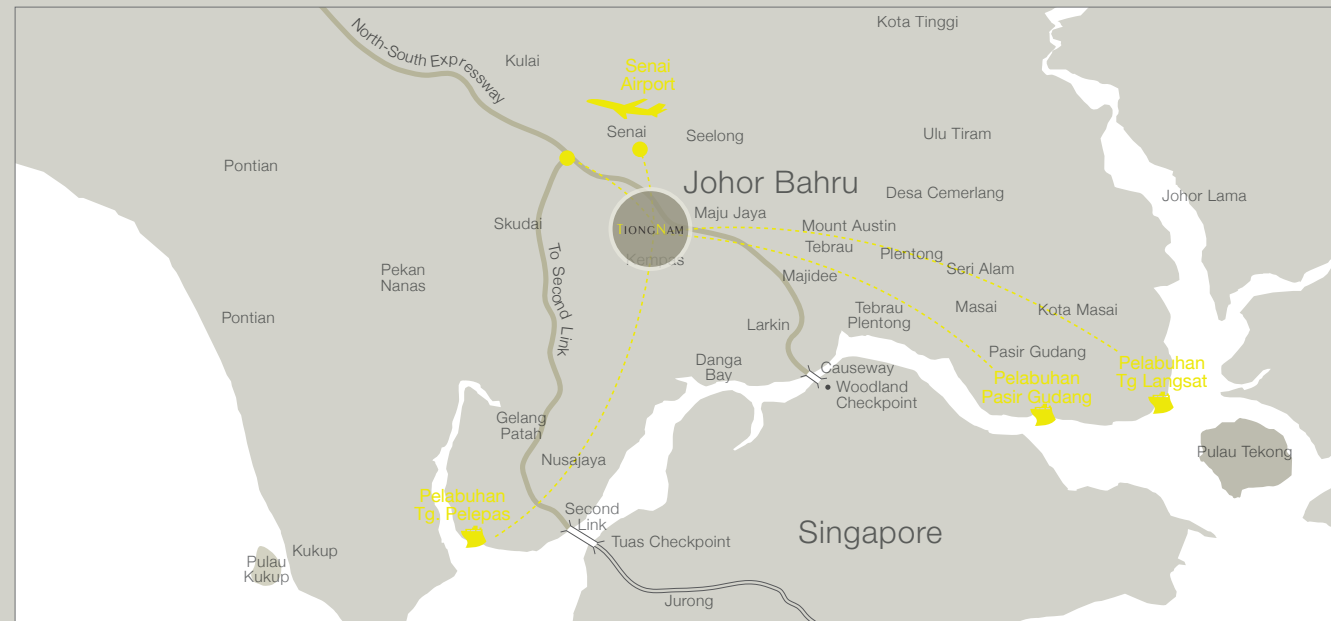 Kota Tinggi
North-South Expressway
Kulai
Senai
Airport
Senai
Seelong
Ulu Tiram
Pontian
Johor Bahru
Desa Cemerlang
Johor Lama
Maju Jaya
Skudai
TIONGNAM
Mount Austin
Tebrau
Plentong
Kempas
Seri Alam
Pekan
Nanas
Majidee
To Second Link
Masai
Kota Masai
Tebrau
Plentong
Pontian
Larkin
Pasir Gudang
Danga
Bay
Causeway
Pelabuhan
Tg Langsat
Pelabuhan
Pasir Gudang
Woodland
Checkpoint
Gelang
Patah
Pulau Tekong
Nusajaya
Pelabuhan
Tg. Pelepas
Second
Link
Singapore
Tuas Checkpoint
Kukup
Pulau
Kukup
Jurong